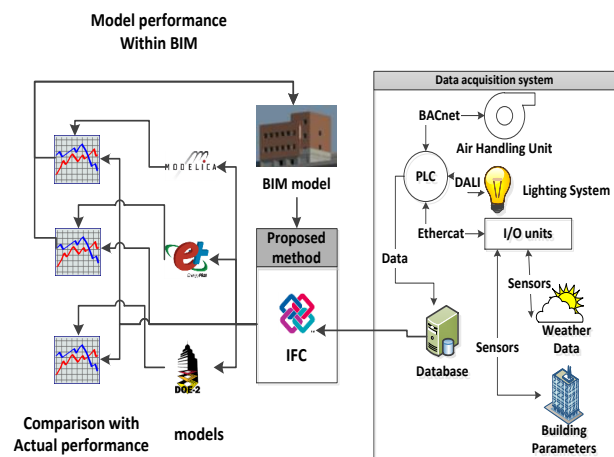 Model performance
Within BIM
Data acquisition system
BACnet
Air Handling Unit
MODELICA
BIM model
PLC
DALI
Lighting System
Proposed
method
Ethercat
I/O units
Data
Sensors
IFC
Weather
Data
Database
Sensors
DOE-2
Comparison with
Actual performance
models
Building
Parameters